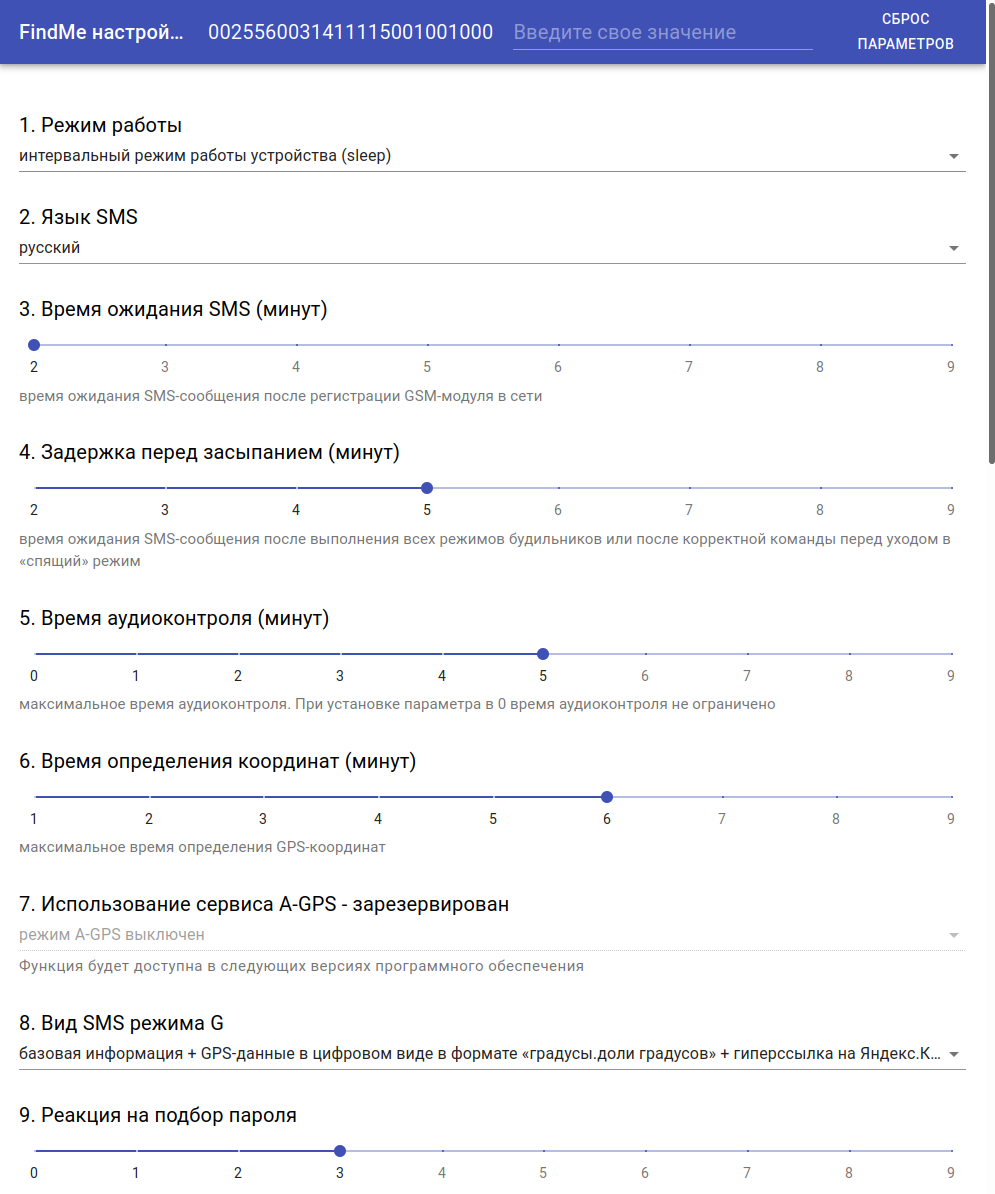 FindMe настрой... 0025560031411115001001000 Введите свое значение СБРОС
ПАРАМЕТРОВ
1. Режим работы
интервальный режим работы устройства (sleep)
2. Язык SMS
русский
3. Время ожидания SMS (минут)
2 3 4 5 6 7 8 9
время ожидания SMS-сообщения после регистрации GSM-модуля в сети
4. Задержка перед засыпанием (минут)
2 3 4 5 6 7 8 9
время ожидания SMS-сообщения после выполнения всех режимов будильников или после корректной команды перед уходом в
«спящий» режим
5. Время аудиоконтроля (минут)
0 1 2 3 4 5 6 7 8 9
максимальное время аудиоконтроля. При установке параметра в 0 время аудиоконтроля не ограничено
6. Время определения координат (минут)
1 2 3 4 5 6 7 8 9
максимальное время определения GPS-координат
7. Использование сервиса A-GPS - зарезервирован
режим A-GPS выключен
Функция будет доступна в следующих версиях программного обеспечения
8. Вид SMS режима G
базовая информация + GPS-данные в цифровом виде в формате «градусы.доли градусов» + гиперссылка на Яндекс.К...
9. Реакция на подбор пароля
0 1 2 3 4 5 6 7 8 9